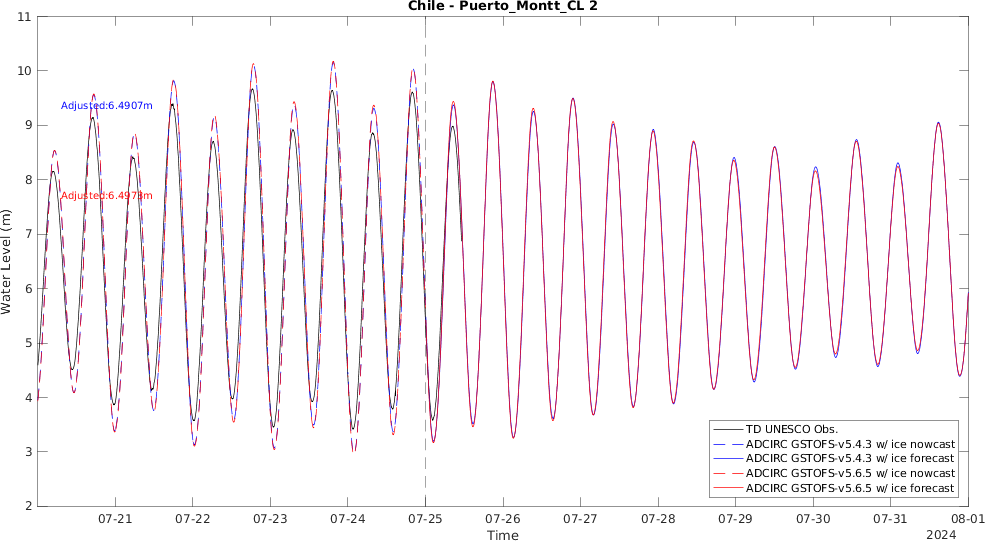 Chile - Puerto_Montt_CL 2
11
10
9
8
7
6
5
4
3
2
Water Level (m)
Adjusted:6.4907m
Adjusted:6.4973m
TD UNESCO Obs.
ADCIRC GSTOFS-v5.4.3 w/ ice nowcast
ADCIRC GSTOFS-v5.4.3 w/ ice forecast
ADCIRC GSTOFS-v5.6.5 w/ ice nowcast
ADCIRC GSTOFS-v5.6.5 w/ ice forecast
07-21 07-22 07-23 07-24 07-25 07-26 07-27 07-28 07-29 07-30 07-31 08-01
Time
2024